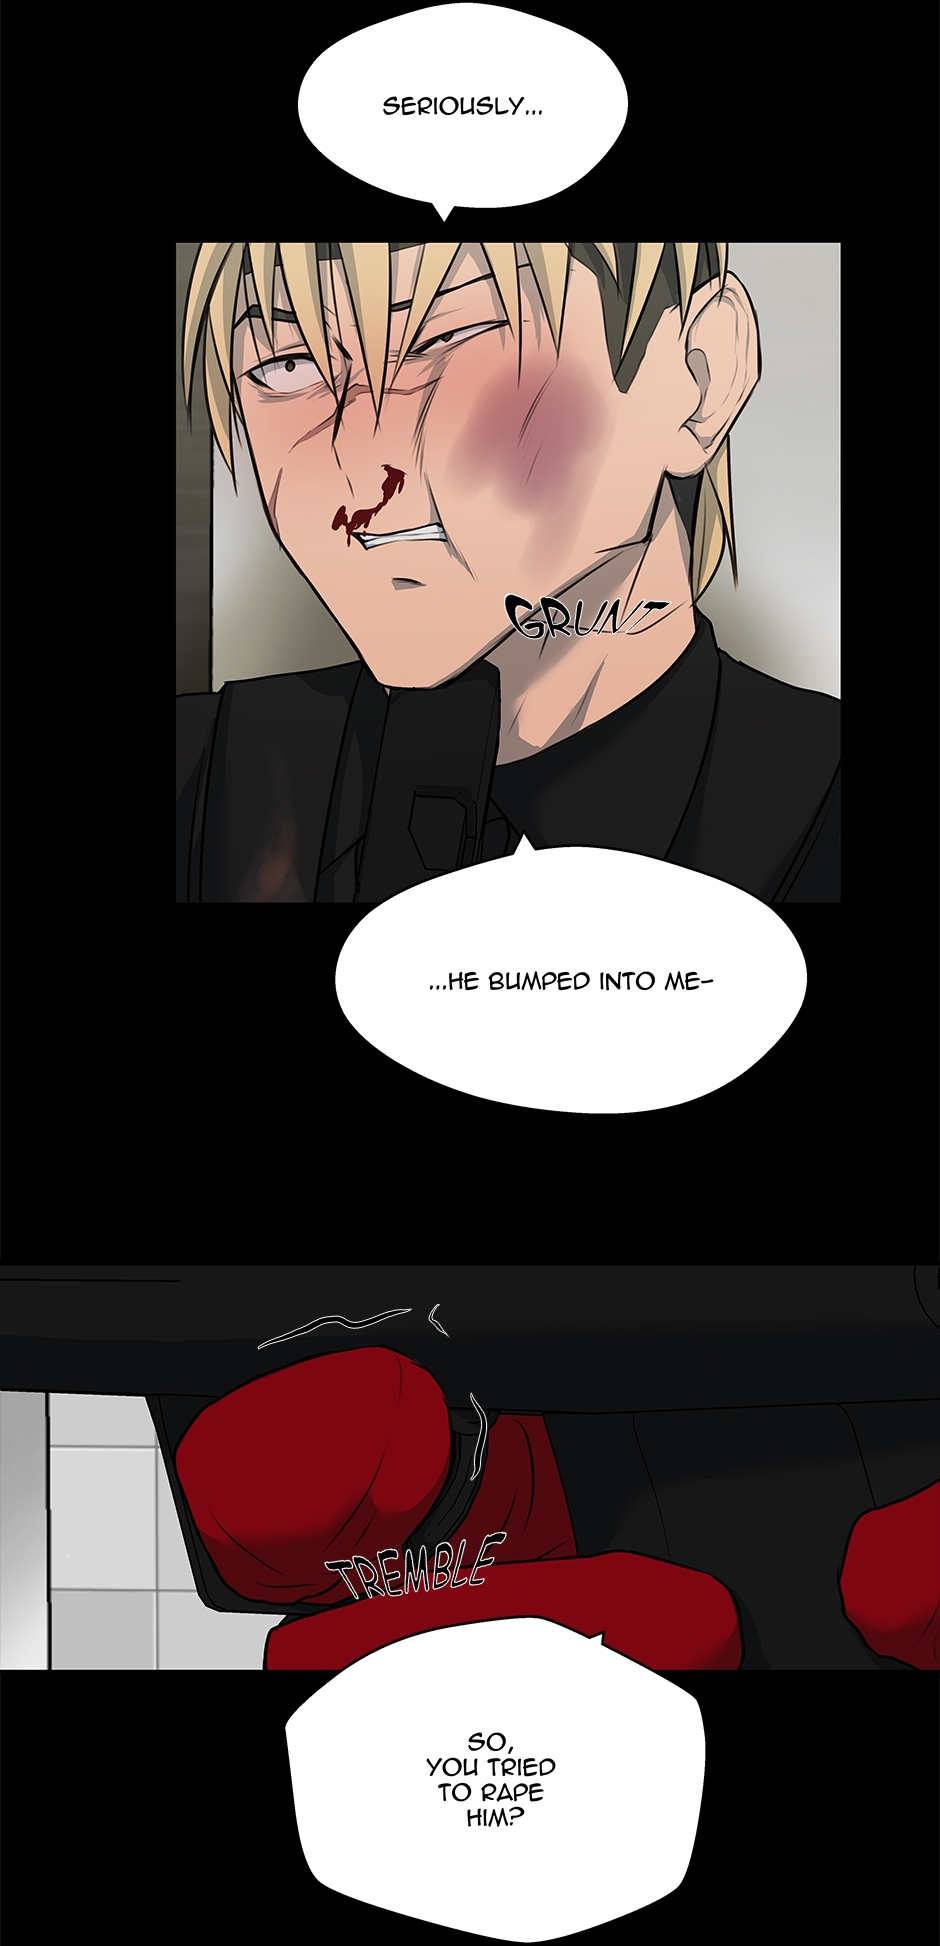 SERIOUSLY...
GRUNT
...HE BUMPED INTO ME-
TREMBLE
SO,
YOU TRIED
TO RAPE
HIM?